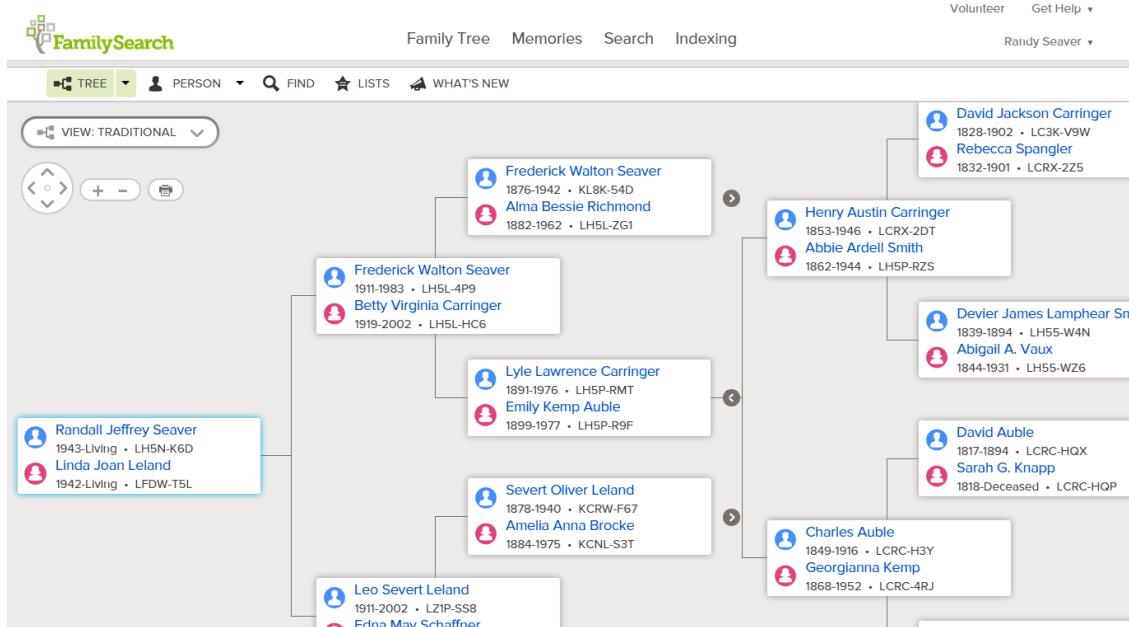 Volunteer Get Help
FamilySearch
Family Tree Memories Search Indexing
Randy Seaver
TREE PERSON FIND LISTS WHAT'S NEW
VIEW: TRADITIONAL
David Jackson Carringer
1828-1902 • LC3K-V9W
Rebecca Spangler
1832-1901 • LCRX-2Z5
Frederick Walton Seaver
1876-1942 • KL8K-54D
Alma Bessie Richmond
1882-1962 • LH5L-ZG1
Henry Austin Carringer
1853-1946 • LCRX-2DT
Abbie Ardell Smith
1862-1944 • LH5P-RZS
Frederick Walton Seaver
1911-1983 • LH5L-4P9
Betty Virginia Carringer
1919-2002 • LH5L-HC6
Devier James Lamphear Sm
1839-1894 • LH55-W4N
Abigail A. Vaux
1844-1931 • LH55-WZ6
Lyle Lawrence Carringer
1891-1976 • LH5P-RMT
Emily Kemp Auble
1899-1977 • LH5P-R9F
Randall Jeffrey Seaver
1943-Living • LH5N-K6D
Linda Joan Leland
1942-Living • LFDW-T5L
David Auble
1817-1894 • LCRC-HQX
Sarah G. Knapp
1818-Deceased • LCRC-HQP
Severt Oliver Leland
1878-1940 • KCRW-F67
Amelia Anna Brocke
1884-1975 • KCNL-S3T
Charles Auble
1849-1916 • LCRC-H3Y
Georgianna Kemp
1868-1952 • LCRC-4RJ
Leo Severt Leland
1911-2002 • LZ1P-SS8
Edna May Schaffner